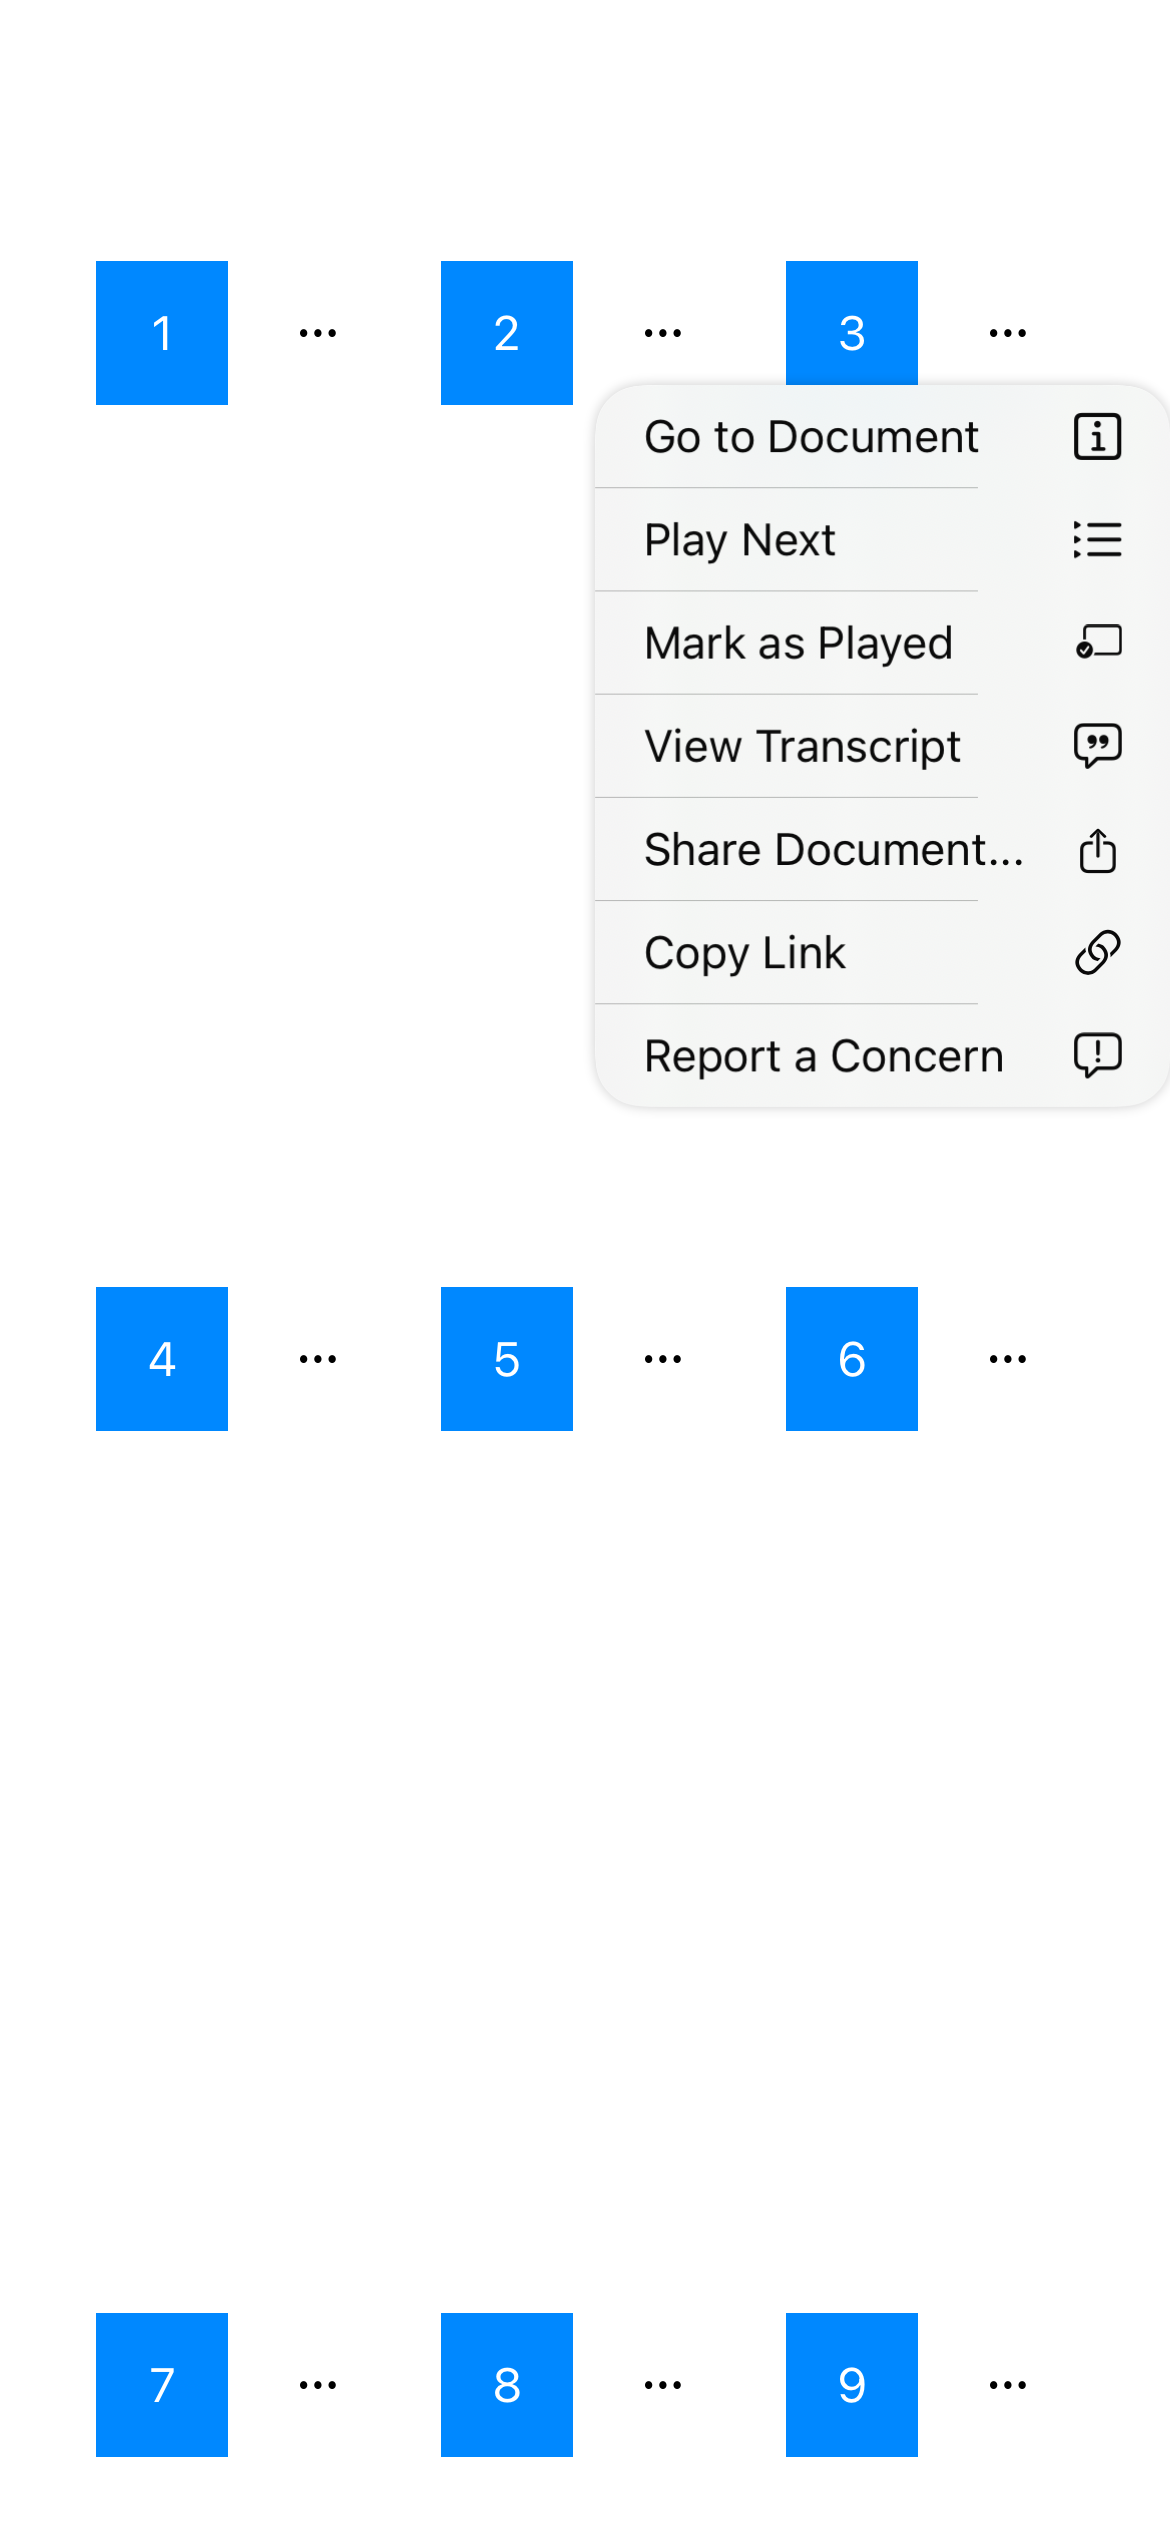 1 ... 2 ... 3 ...
Go to Document
Play Next
Mark as Played
View Transcript
Share Document...
Copy Link
Report a Concern
4 ... 5 ... 6 ...
7 ... 8 ... 9 ...